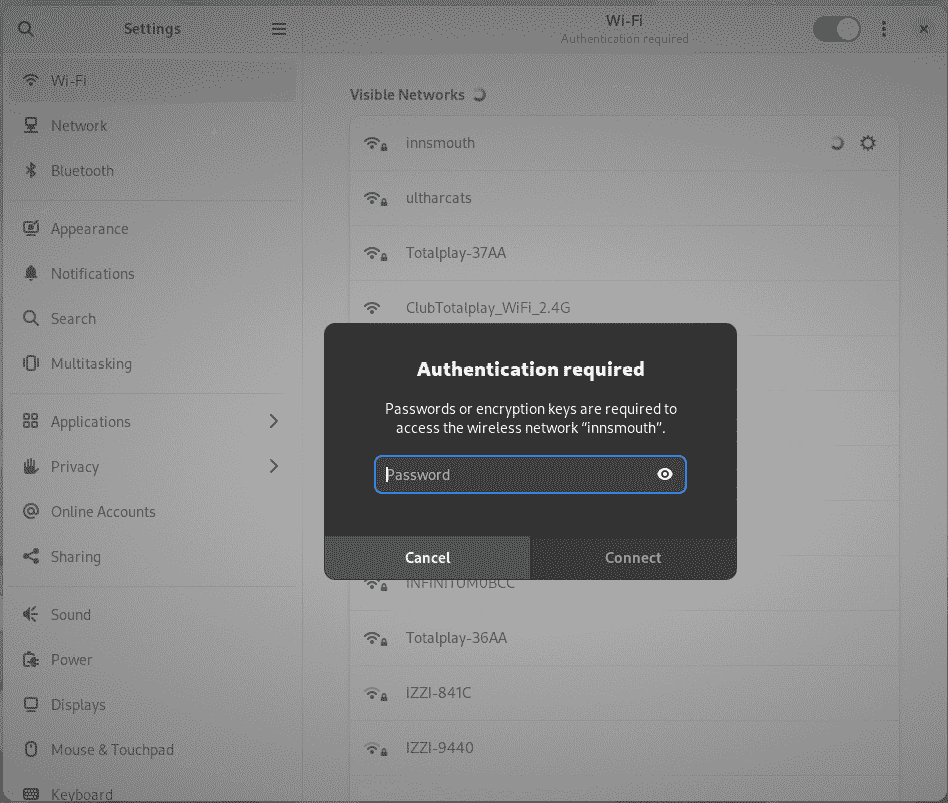 Settings
Wi-Fi
Authentication required
Wi-Fi
Network
Bluetooth
Appearance
Notifications
Search
Multitasking
Applications
Privacy
Online Accounts
Sharing
Sound
Power
Displays
Mouse & Touchpad
Keyboard
Visible Networks
innsmouth
ultharcats
Totalplay-37AA
ClubTotalplay_WiFi_2.4G
Authentication required
Passwords or encryption keys are required to
access the wireless network “innsmouth”.
Password
Cancel
Connect
INFINITUM0BCC
Totalplay-36AA
IZZI-841C
IZZI-9440